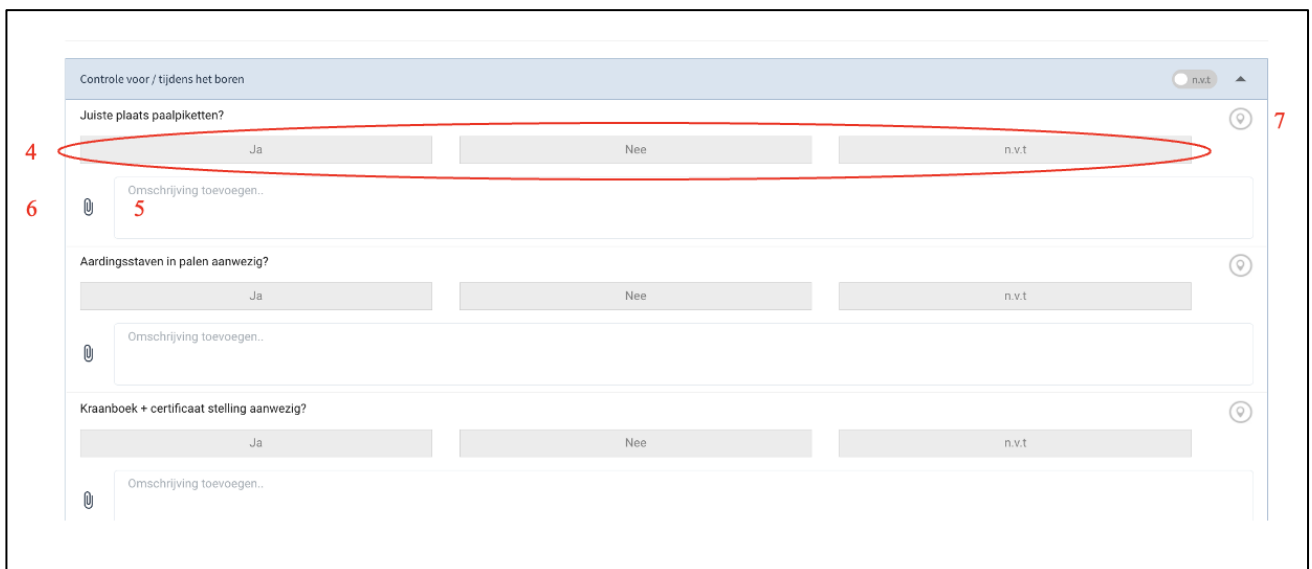 Controle voor / tijdens het boren n.v.t
Juiste plaats paalpiketten? 7
4 Ja Nee n.v.t
Omschrijving toevoegen..
6 5
Aardingsstaven in palen aanwezig?
Ja Nee n.v.t
Omschrijving toevoegen..
Kraanboek + certificaat stelling aanwezig?
Ja Nee n.v.t
Omschrijving toevoegen..